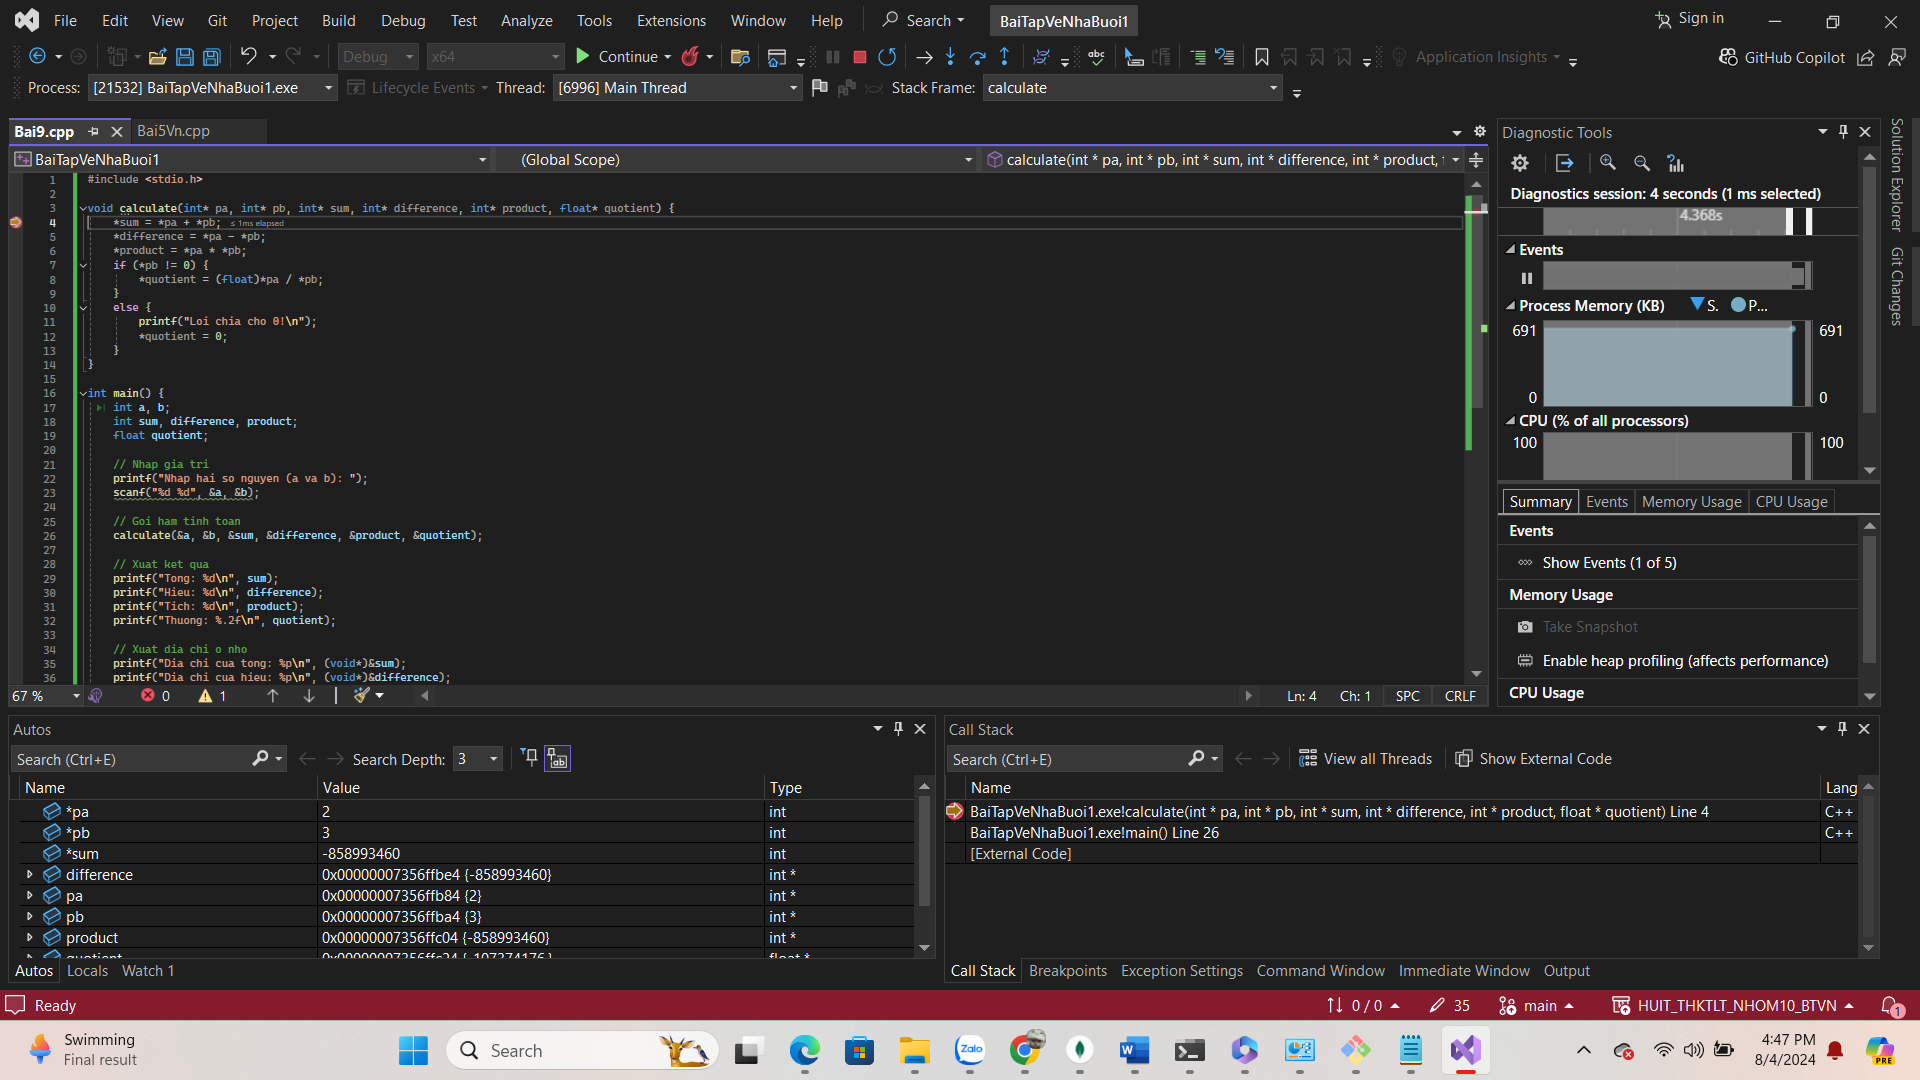 File Edit View Git Project Build Debug Test Analyze Tools Extensions Window Help Search BaiTapVeNhaBuoi1 Sign in
Debug x64 Continue Application Insights GitHub Copilot
Process: [21532] BaiTapVeNhaBuoi1.exe Lifecycle Events Thread: [6996] Main Thread Stack Frame: calculate
Bai9.cpp Bai5Vn.cpp
BaiTapVeNhaBuoi1 (Global Scope) calculate(int * pa, int * pb, int * sum, int * difference, int * product, 
1 #include <stdio.h>
2
3 void calculate(int* pa, int* pb, int* sum, int* difference, int* product, float* quotient) {
4 *sum = *pa + *pb; ≤ 1ms elapsed
5 *difference = *pa - *pb;
6 *product = *pa * *pb;
7 if (*pb != 0) {
8 *quotient = (float)*pa / *pb;
9 }
10 else {
11 printf("Loi chia cho 0!\n");
12 *quotient = 0;
13 }
14 }
15
16 int main() {
17 int a, b;
18 int sum, difference, product;
19 float quotient;
20
21 // Nhap gia tri
22 printf("Nhap hai so nguyen (a va b): ");
23 scanf("%d %d", &a, &b);
24
25 // Goi ham tinh toan
26 calculate(&a, &b, &sum, &difference, &product, &quotient);
27
28 // Xuat ket qua
29 printf("Tong: %d\n", sum);
30 printf("Hieu: %d\n", difference);
31 printf("Tich: %d\n", product);
32 printf("Thuong: %.2f\n", quotient);
33
34 // Xuat dia chi o nho
35 printf("Dia chi cua tong: %p\n", (void*)&sum);
36 printf("Dia chi cua hieu: %p\n", (void*)&difference);
67 % 0 1 Ln: 4 Ch: 1 SPC CRLF
Diagnostic Tools
Diagnostics session: 4 seconds (1 ms selected)
4.368s
Events
Process Memory (KB) S. P...
691 691
0 0
CPU (% of all processors)
100 100
Summary Events Memory Usage CPU Usage
Events
Show Events (1 of 5)
Memory Usage
Take Snapshot
Enable heap profiling (affects performance)
CPU Usage
Solution Explorer
Git Changes
Autos
Search (Ctrl+E) Search Depth: 3
Name Value Type
*pa 2 int
*pb 3 int
*sum -858993460 int
difference 0x00000007356ffbe4 {-858993460} int *
pa 0x00000007356ffb84 {2} int *
pb 0x00000007356ffba4 {3} int *
product 0x00000007356ffc04 {-858993460} int *
Autos Locals Watch 1
Call Stack
Search (Ctrl+E) View all Threads Show External Code
Name Lang
BaiTapVeNhaBuoi1.exe!calculate(int * pa, int * pb, int * sum, int * difference, int * product, float * quotient) Line 4 C++
BaiTapVeNhaBuoi1.exe!main() Line 26 C++
[External Code]
Call Stack Breakpoints Exception Settings Command Window Immediate Window Output
Ready 0 / 0 35 main HUIT_THKTLT_NHOM10_BTVN 1
Swimming
Final result
Search
Zalo
PRE
4:47 PM
8/4/2024